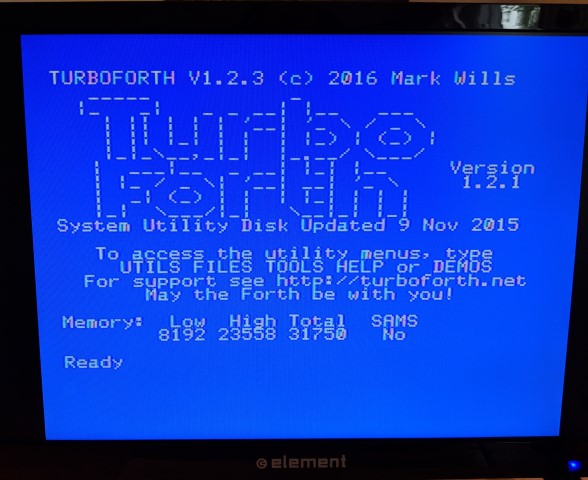 TURBOFORTH V1.2.3 (c) 2016 Mark Wills
Turbo
Forth
Version
1.2.1
System Utility Disk Updated 9 Nov 2015
To access the utility menus, type
UTILS FILES TOOLS HELP or DEMOS
For support see http://turboforth.net
May the Forth be with you!
Memory: Low High Total SAMS
8192 23558 31750 No
Ready
element